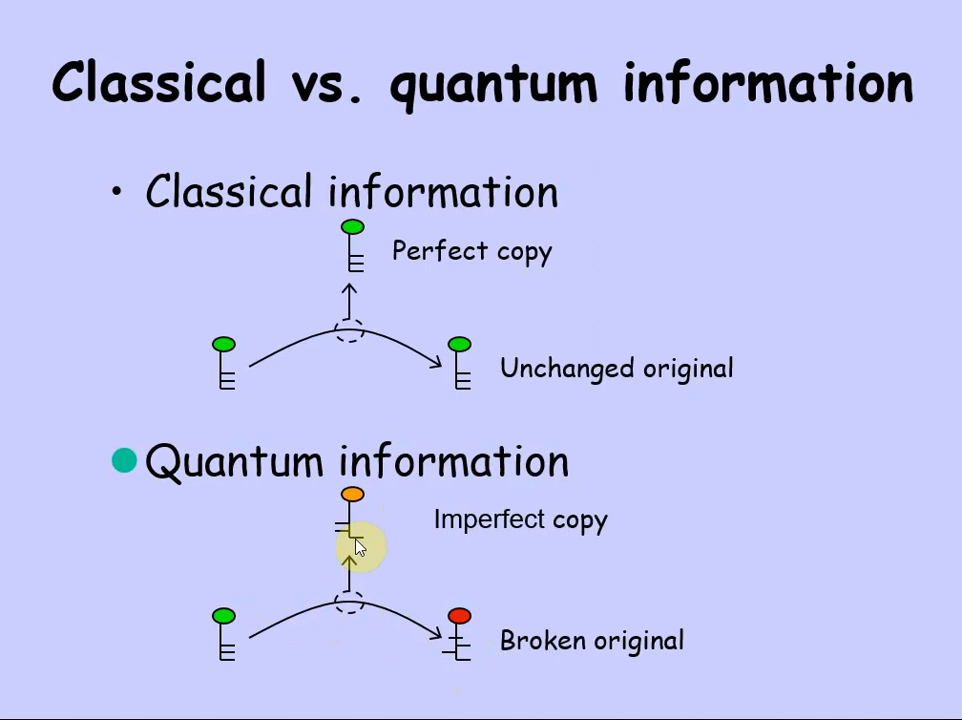 Classical vs. quantum information
• Classical information
Perfect copy
Unchanged original
Quantum information
Imperfect copy
Broken original